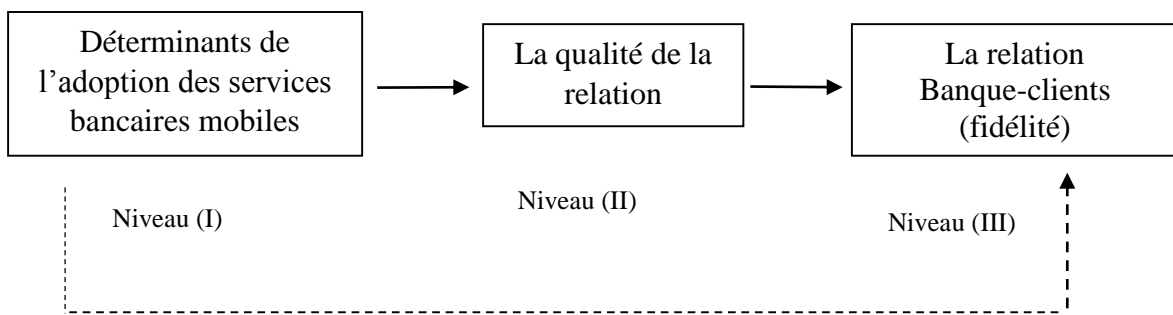 Déterminants de
l’adoption des services
bancaires mobiles
La qualité de la
relation
La relation
Banque-clients
(fidélité)
Niveau (I)
Niveau (II)
Niveau (III)